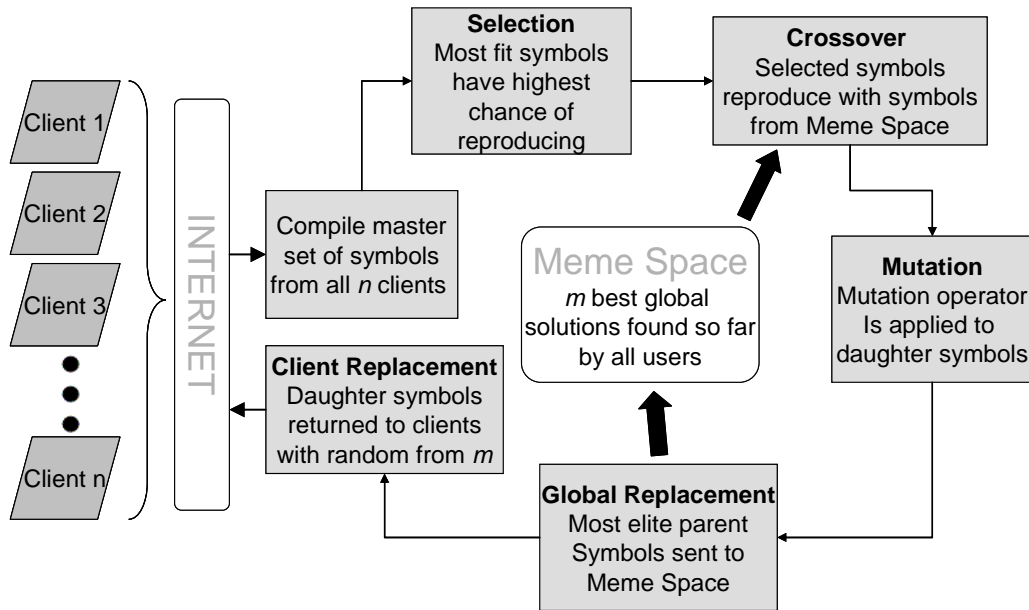 Client 1
Client 2
Client 3
Client n
INTERNET
Compile master
set of symbols
from all n clients
Selection
Most fit symbols
have highest
chance of
reproducing
Crossover
Selected symbols
reproduce with symbols
from Meme Space
Mutation
Mutation operator
Is applied to
daughter symbols
Meme Space
m best global
solutions found so far
by all users
Global Replacement
Most elite parent
Symbols sent to
Meme Space
Client Replacement
Daughter symbols
returned to clients
with random from m